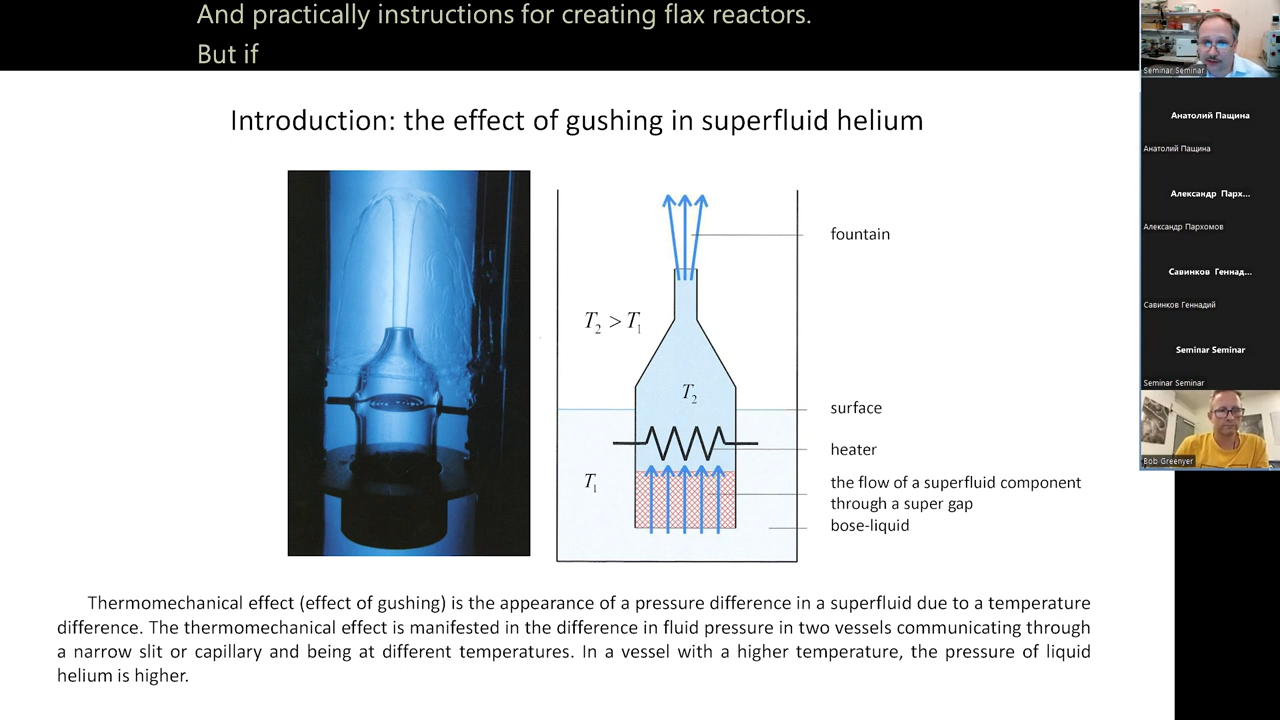 And practically instructions for creating flax reactors.
But if
Introduction: the effect of gushing in superfluid helium
fountain
T₂ > T₁
T₂
surface
heater
T₁
the flow of a superfluid component
through a super gap
bose-liquid
Thermomechanical effect (effect of gushing) is the appearance of a pressure difference in a superfluid due to a temperature
difference. The thermomechanical effect is manifested in the difference in fluid pressure in two vessels communicating through
a narrow slit or capillary and being at different temperatures. In a vessel with a higher temperature, the pressure of liquid
helium is higher.
Seminar Seminar
Анатолий Пащина
Анатолий Пащина
Александр Парх...
Александр Пархомов
Савинков Геннад...
Савинков Геннадий
Seminar Seminar
Seminar Seminar
Bob Greenyer